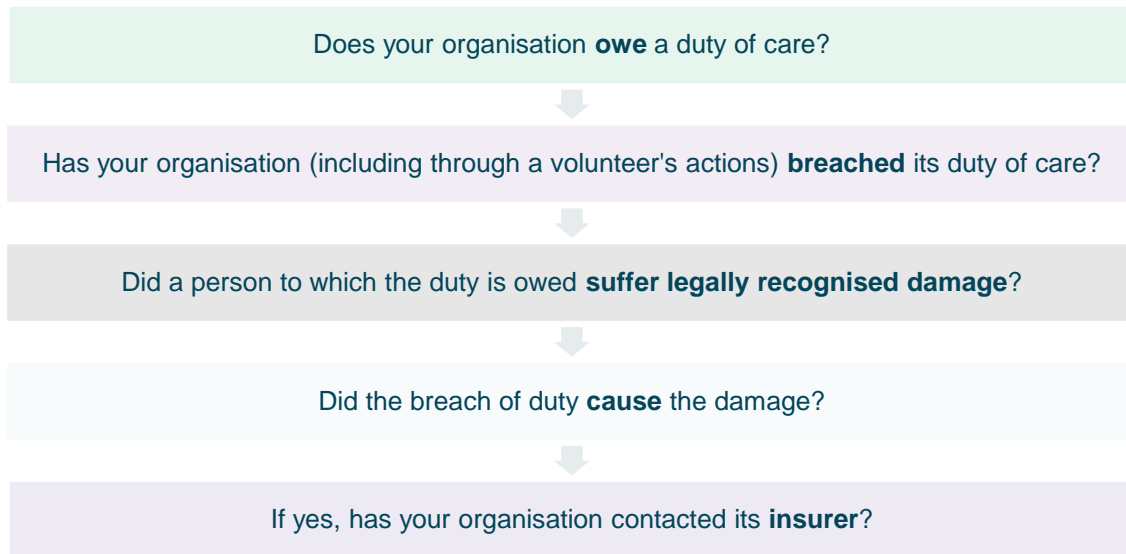 Does your organisation owe a duty of care?
Has your organisation (including through a volunteer's actions) breached its duty of care?
Did a person to which the duty is owed suffer legally recognised damage?
Did the breach of duty cause the damage?
If yes, has your organisation contacted its insurer?